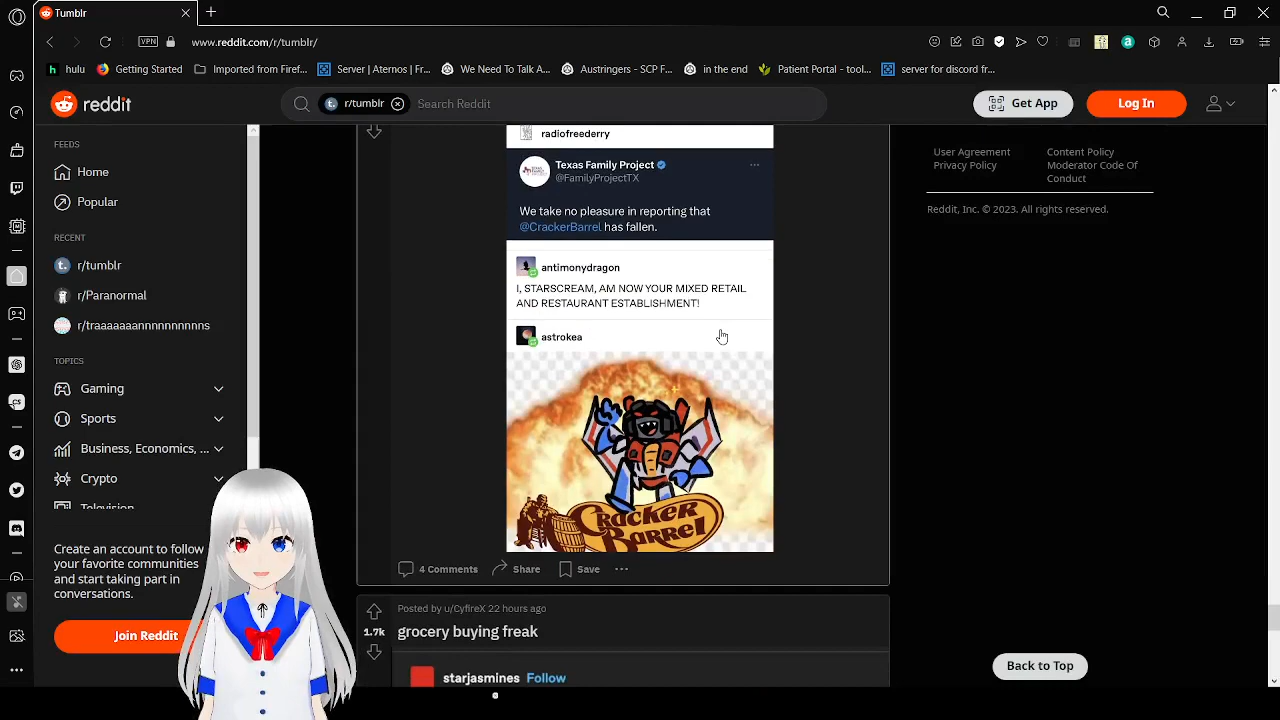 Tumblr
www.reddit.com/r/tumblr/
VPN
hulu
Getting Started
Imported from Firef...
Server | Aternos | Fr...
We Need To Talk A...
Austringers - SCP F...
in the end
Patient Portal - tool...
server for discord fr...
reddit
r/tumblr
Search Reddit
Get App
Log In
FEEDS
Home
Popular
RECENT
r/tumblr
r/Paranormal
r/traaaaaaannnnnnnnnns
TOPICS
Gaming
Sports
Business, Economics, ...
Crypto
Television
Create an account to follow
your favorite communities
and start taking part in
conversations.
Join Reddit
radiofreederry
Texas Family Project
@FamilyProjectTX
We take no pleasure in reporting that
@CrackerBarrel has fallen.
antimonydragon
I, STARSCREAM, AM NOW YOUR MIXED RETAIL
AND RESTAURANT ESTABLISHMENT!
astrokea
CRACKER
BARREL
4 Comments
Share
Save
Posted by u/CyfireX 22 hours ago
1.7k
grocery buying freak
starjasmines Follow
User Agreement
Privacy Policy
Content Policy
Moderator Code Of
Conduct
Reddit, Inc. © 2023. All rights reserved.
Back to Top